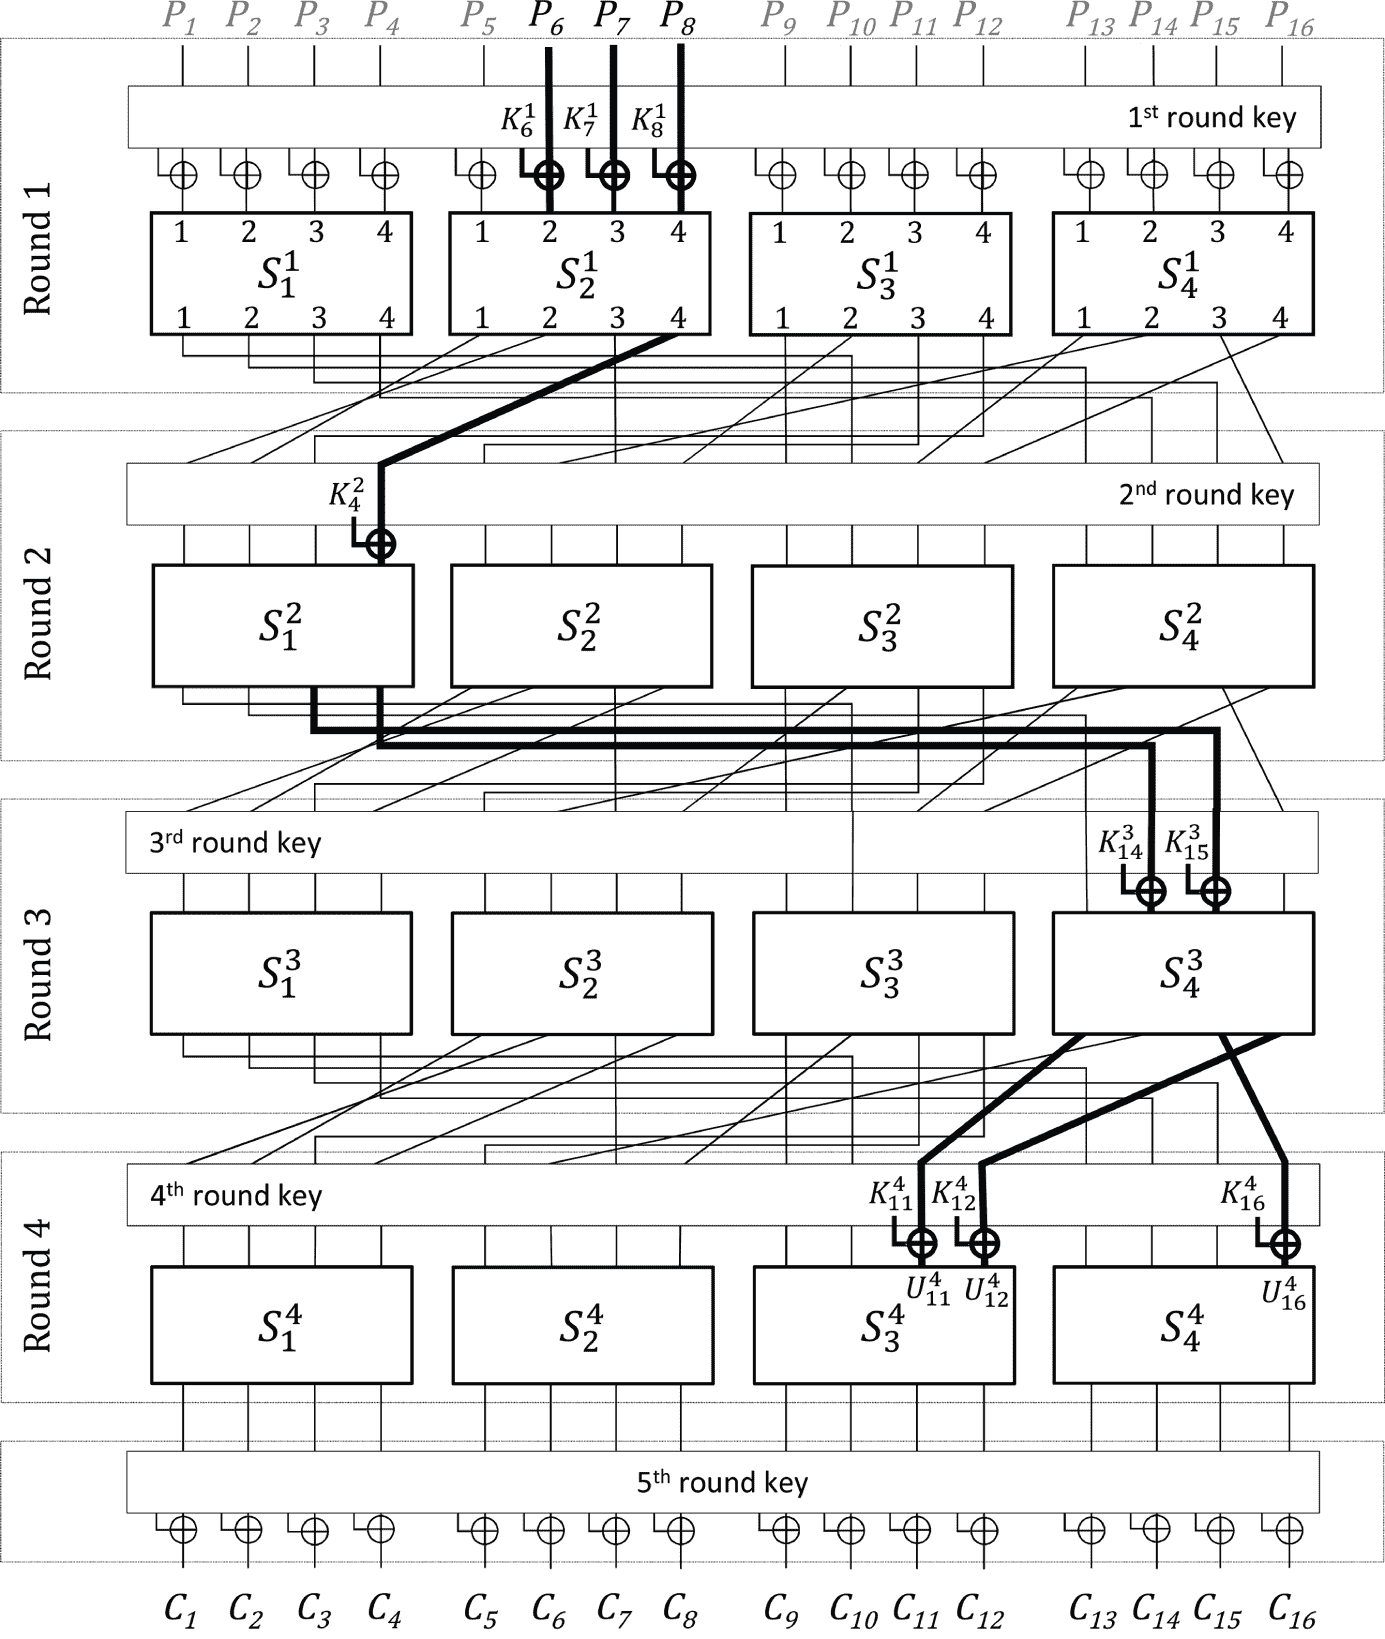 P₁ P₂ P₃ P₄ P₅ P₆ P₇ P₈ P₉ P₁₀ P₁₁ P₁₂ P₁₃ P₁₄ P₁₅ P₁₆
Round 1
K₆¹ K₇¹ K₈¹ 1st round key
1 2 3 4 1 2 3 4 1 2 3 4 1 2 3 4
S₁¹ S₂¹ S₃¹ S₄¹
1 2 3 4 1 2 3 4 1 2 3 4 1 2 3 4
Round 2
K₄² 2nd round key
S₁² S₂² S₃² S₄²
Round 3
3rd round key K₁₄³ K₁₅³
S₁³ S₂³ S₃³ S₄³
Round 4
4th round key K₁₁⁴ K₁₂⁴ K₁₆⁴
U₁₁⁴ U₁₂⁴ U₁₆⁴
S₁⁴ S₂⁴ S₃⁴ S₄⁴
5th round key
C₁ C₂ C₃ C₄ C₅ C₆ C₇ C₈ C₉ C₁₀ C₁₁ C₁₂ C₁₃ C₁₄ C₁₅ C₁₆